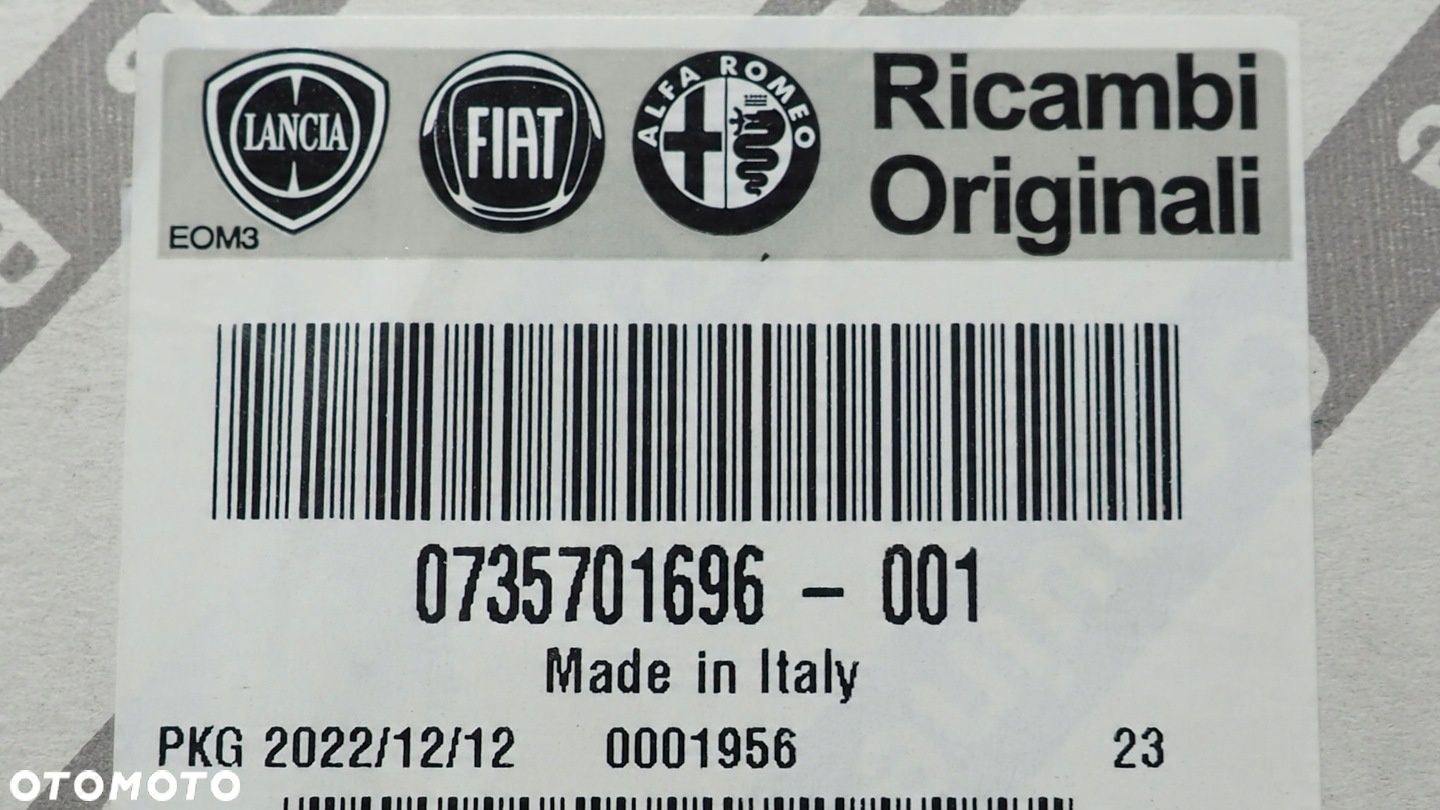 LANCIA
FIAT
ALFA ROMEO
Ricambi
Originali
EOM3
0735701696 - 001
Made in Italy
PKG 2022/12/12 0001956 23
OTOMOTO